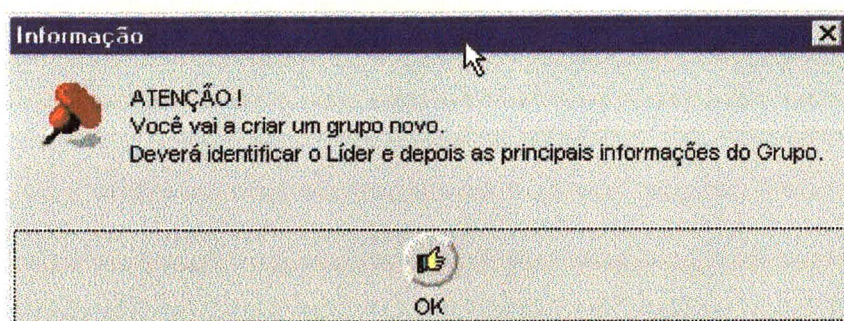 Informação
ATENÇÃO !
Você vai a criar um grupo novo.
Deverá identificar o Líder e depois as principais informações do Grupo.
OK